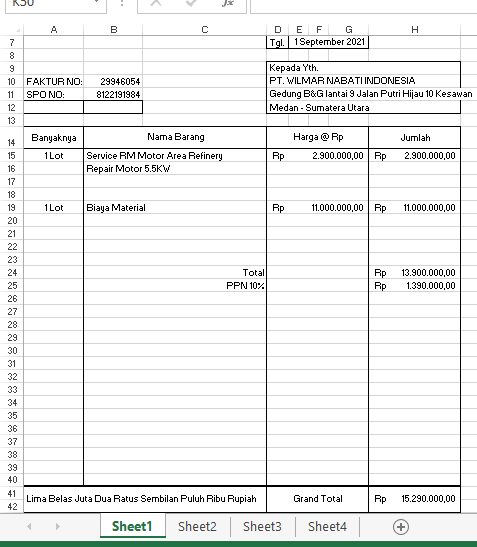 K50
A B C D E F G H
7 Tgl. 1 September 2021
8
9 Kepada Yth.
10 FAKTUR NO: 29946054 PT. WILMAR NABATI INDONESIA
11 SPO NO: 8122191984 Gedung B&G lantai 9 Jalan Putri Hijau 10 Kesawan
12 Medan - Sumatera Utara
13
14 Banyaknya Nama Barang Harga @ Rp Jumlah
15 1 Lot Service RM Motor Area Refinery Rp 2.900.000,00 Rp 2.900.000,00
16 Repair Motor 5.5KW
17
18
19 1 Lot Biaya Material Rp 11.000.000,00 Rp 11.000.000,00
20
21
22
23
24 Total Rp 13.900.000,00
25 PPN 10% Rp 1.390.000,00
26
27
28
29
30
31
32
33
34
35
36
37
38
39
40
41 Lima Belas Juta Dua Ratus Sembilan Puluh Ribu Rupiah Grand Total Rp 15.290.000,00
42
Sheet1 Sheet2 Sheet3 Sheet4